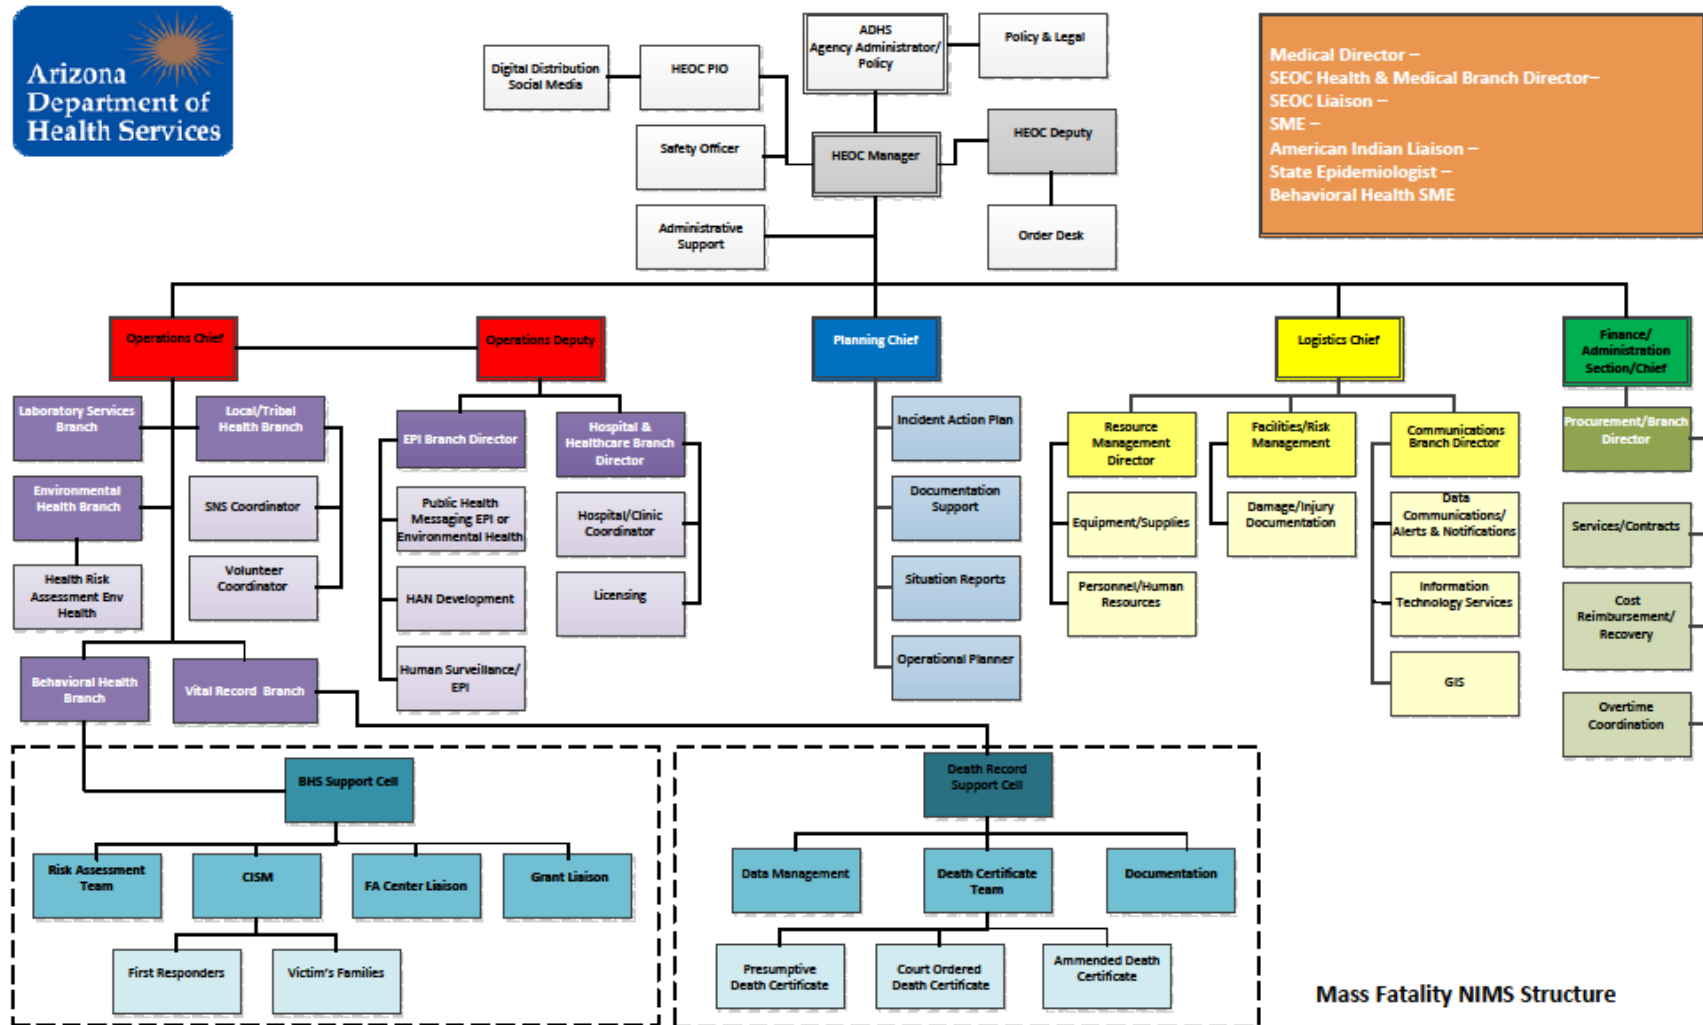 Arizona
Department of
Health Services
Digital Distribution
Social Media
HEOC PIO
ADHS
Agency Administrator/
Policy
Policy & Legal
Medical Director –
SEOC Health & Medical Branch Director–
SEOC Liaison –
SME –
American Indian Liaison –
State Epidemiologist –
Behavioral Health SME
Safety Officer
HEOC Manager
HEOC Deputy
Administrative
Support
Order Desk
Operations Chief
Operations Deputy
Planning Chief
Logistics Chief
Finance/
Administration
Section/Chief
Laboratory Services
Branch
Local/Tribal
Health Branch
EPI Branch Director
Hospital &
Healthcare Branch
Director
Incident Action Plan
Resource
Management
Director
Facilities/Risk
Management
Communications
Branch Director
Procurement/Branch
Director
Environmental
Health Branch
SNS Coordinator
Public Health
Messaging EPI or
Environmental Health
Hospital/Clinic
Coordinator
Documentation
Support
Equipment/Supplies
Damage/Injury
Documentation
Data
Communications/
Alerts & Notifications
Services/Contracts
Health Risk
Assessment Env
Health
Volunteer
Coordinator
HAN Development
Licensing
Situation Reports
Personnel/Human
Resources
Information
Technology Services
Cost
Reimbursement/
Recovery
Behavioral Health
Branch
Vital Record Branch
Human Surveillance/
EPI
Operational Planner
GIS
Overtime
Coordination
BHS Support Cell
Death Record
Support Cell
Risk Assessment
Team
CISM
FA Center Liaison
Grant Liaison
Data Management
Death Certificate
Team
Documentation
First Responders
Victim's Families
Presumptive
Death Certificate
Court Ordered
Death Certificate
Ammended Death
Certificate
Mass Fatality NIMS Structure